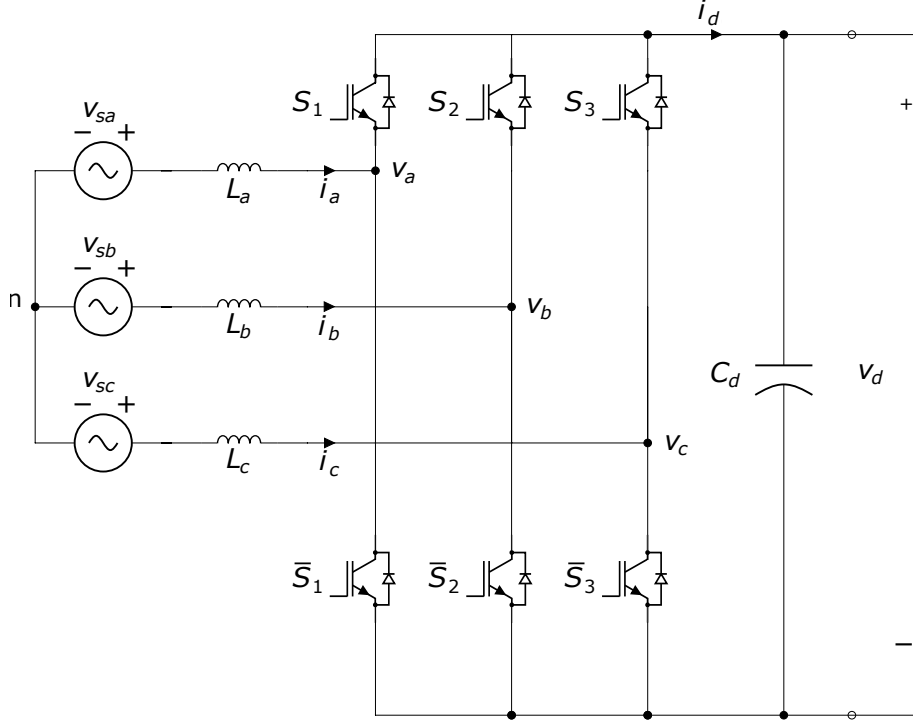 i_d
S_1
S_2
S_3
+
v_sa
− +
L_a
i_a
v_a
v_sb
− +
n
L_b
i_b
v_b
v_sc
− +
C_d
v_d
L_c
i_c
v_c
S̅_1
S̅_2
S̅_3
−